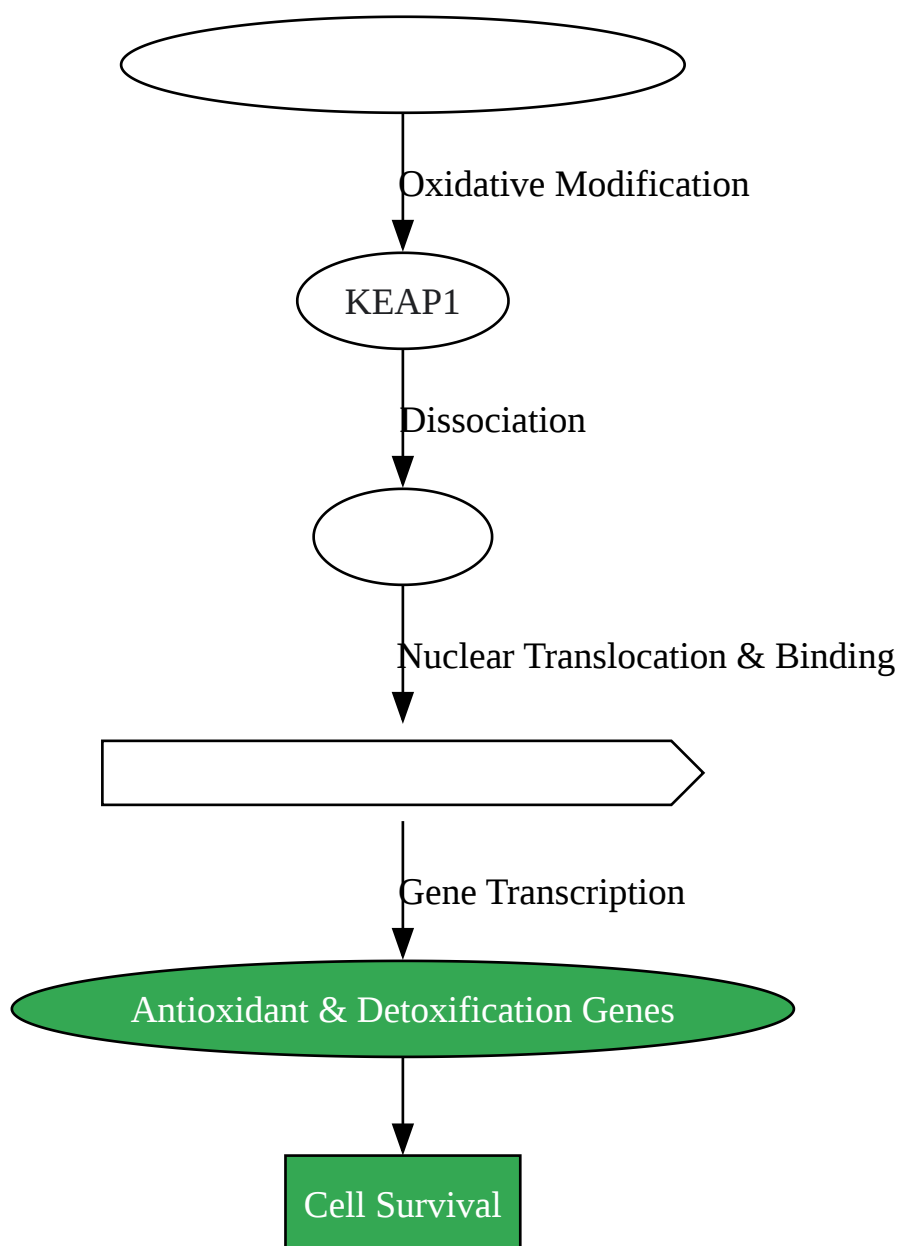 Oxidative Modification
KEAP1
Dissociation
Nuclear Translocation & Binding
Gene Transcription
Antioxidant & Detoxification Genes
Cell Survival